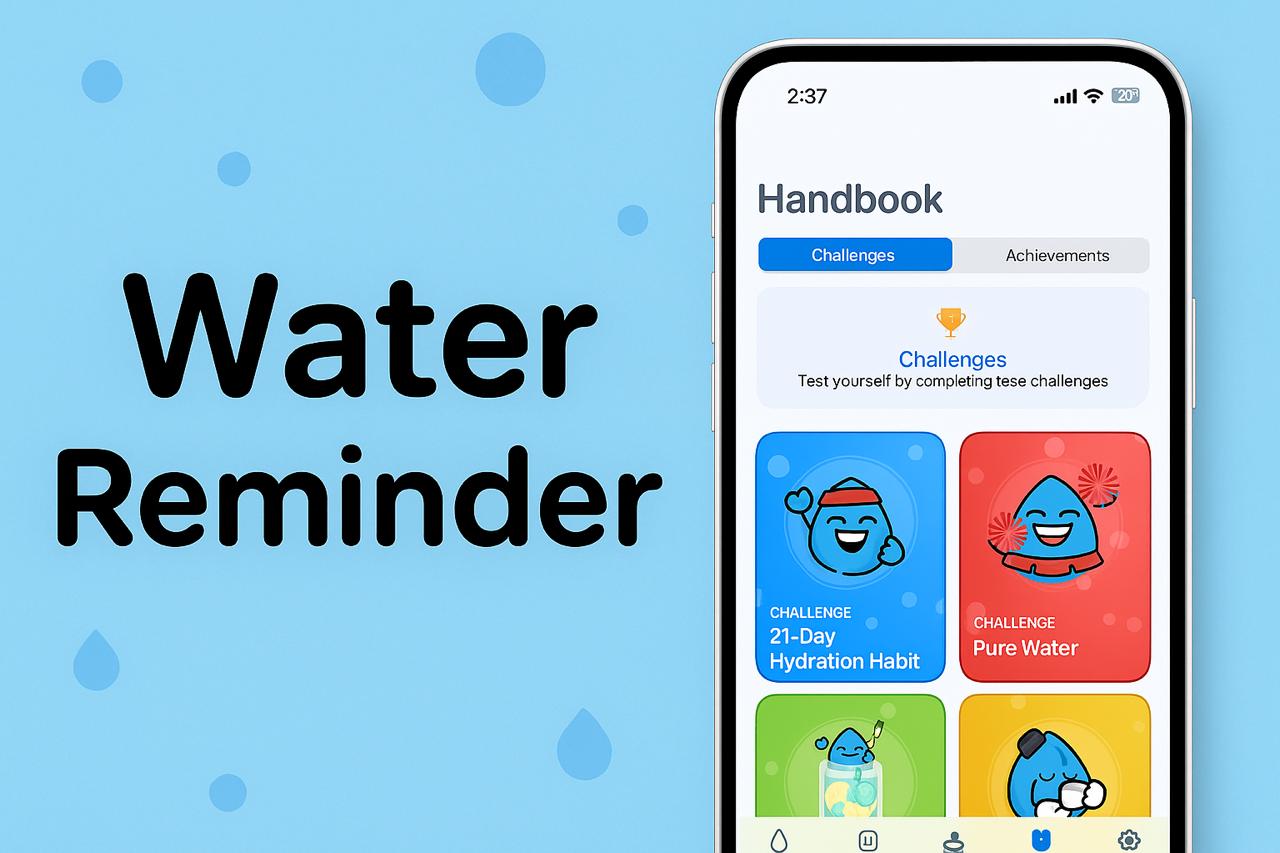 Water
Reminder
2:37
20
Handbook
Challenges
Achievements
Challenges
Test yourself by completing tese challenges
CHALLENGE
21-Day
Hydration Habit
CHALLENGE
Pure Water